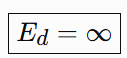 E_d = ∞